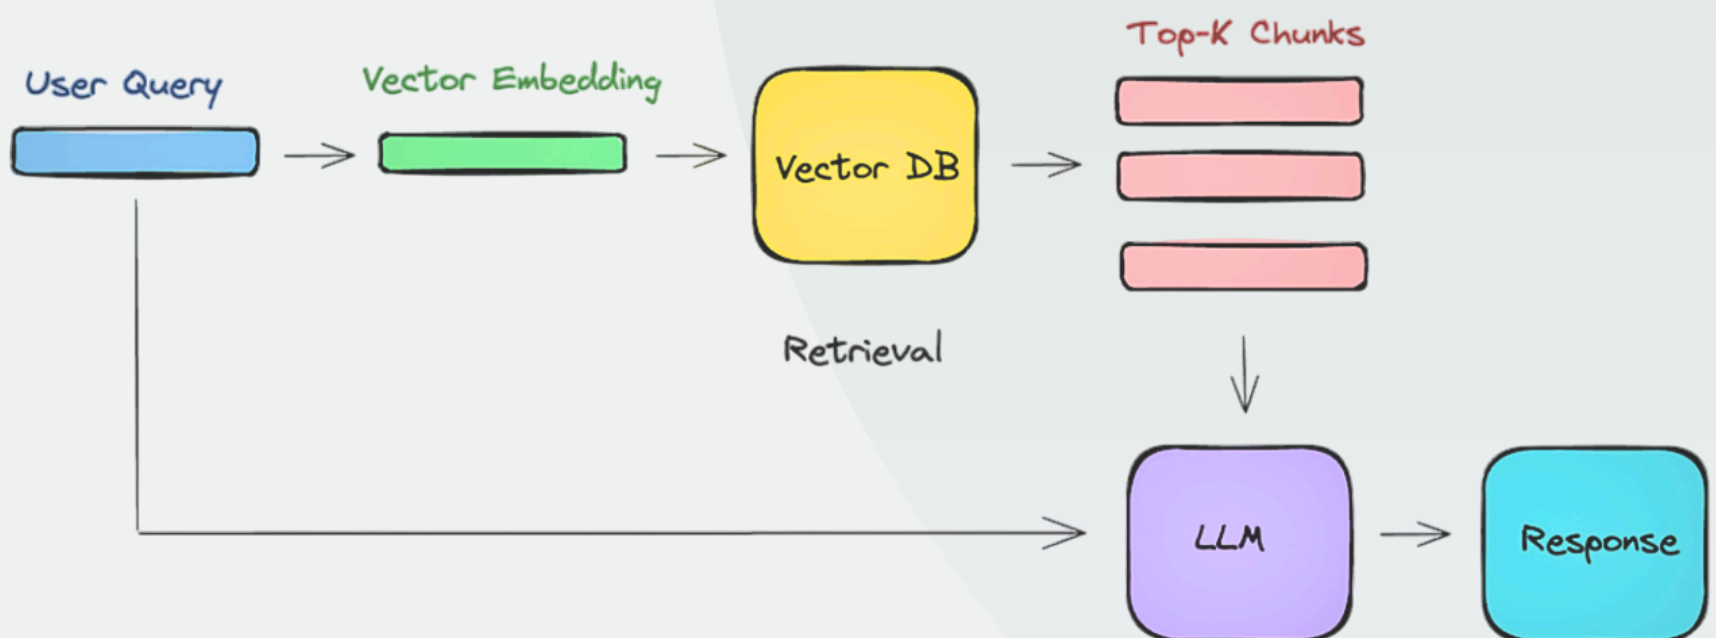 User Query
Vector Embedding
Vector DB
Top-K Chunks
Retrieval
LLM
Response